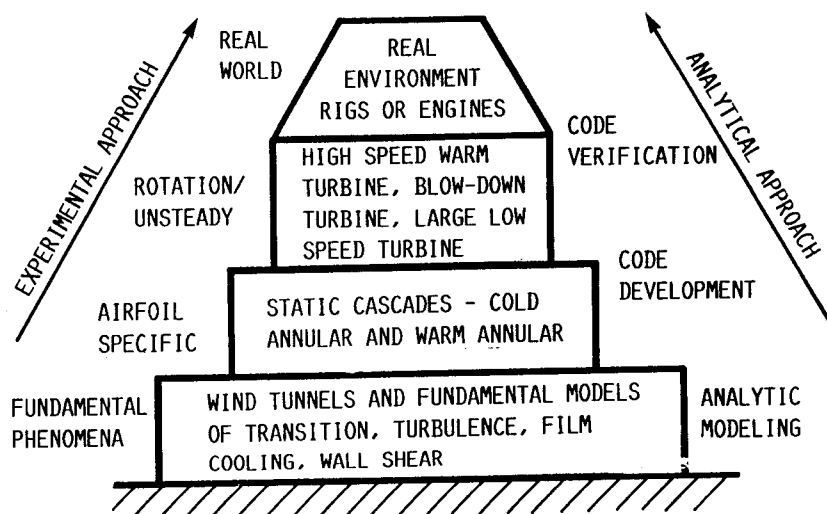 REAL
WORLD
REAL
ENVIRONMENT
RIGS OR ENGINES
EXPERIMENTAL APPROACH
ANALYTICAL APPROACH
CODE
VERIFICATION
ROTATION/
UNSTEADY
HIGH SPEED WARM
TURBINE, BLOW-DOWN
TURBINE, LARGE LOW
SPEED TURBINE
CODE
DEVELOPMENT
AIRFOIL
SPECIFIC
STATIC CASCADES - COLD
ANNULAR AND WARM ANNULAR
FUNDAMENTAL
PHENOMENA
WIND TUNNELS AND FUNDAMENTAL MODELS
OF TRANSITION, TURBULENCE, FILM
COOLING, WALL SHEAR
ANALYTIC
MODELING